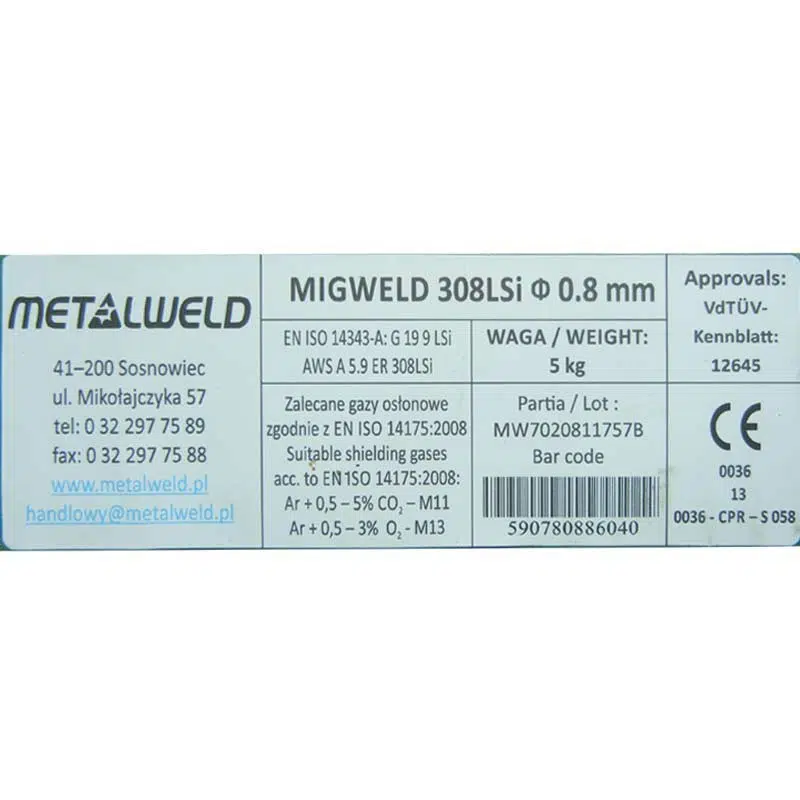 METALWELD
41–200 Sosnowiec
ul. Mikołajczyka 57
tel: 0 32 297 75 89
fax: 0 32 297 75 88
www.metalweld.pl
handlowy@metalweld.pl
MIGWELD 308LSi Φ 0.8 mm
EN ISO 14343-A: G 19 9 LSi
AWS A 5.9 ER 308LSi
WAGA / WEIGHT:
5 kg
Zalecane gazy osłonowe
zgodnie z EN ISO 14175:2008
Suitable shielding gases
acc. to EN ISO 14175:2008:
Ar + 0,5 – 5% CO₂ – M11
Ar + 0,5 – 3% O₂ - M13
Partia / Lot :
MW7020811757B
Bar code
590780886040
Approvals:
VdTÜV-
Kennblatt:
12645
CE
0036
13
0036 - CPR – S 058